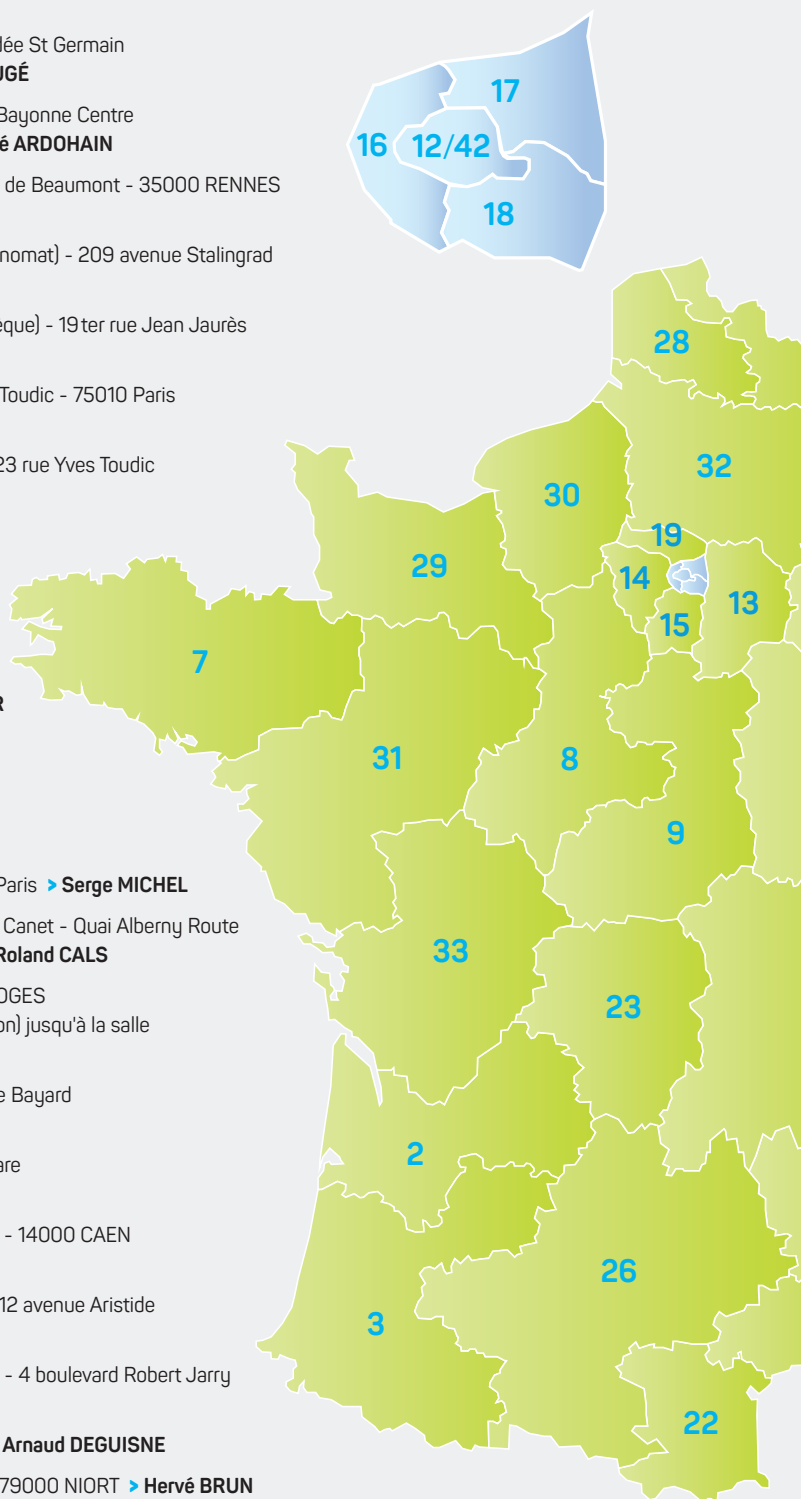 ée St Germain
UGÉ
Bayonne Centre
é ARDOHAIN
de Beaumont - 35000 RENNES
nomat) - 209 avenue Stalingrad
èque) - 19 ter rue Jean Jaurès
Toudic - 75010 Paris
23 rue Yves Toudic
R
Paris > Serge MICHEL
Canet - Quai Alberny Route
Roland CALS
OGES
on) jusqu'à la salle
e Bayard
are
- 14000 CAEN
12 avenue Aristide
- 4 boulevard Robert Jarry
Arnaud DEGUISNE
79000 NIORT > Hervé BRUN
17
16
12/42
18
28
32
30
19
29
14
13
15
7
31
8
9
33
23
2
26
3
22